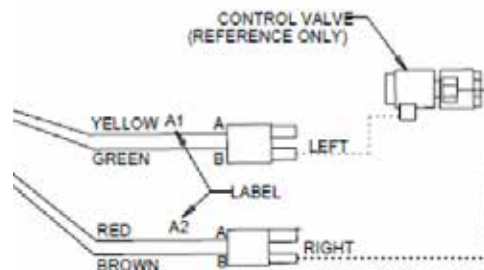 CONTROL VALVE
(REFERENCE ONLY)
YELLOW A1 A
LEFT
GREEN B
LABEL
RED A2 A
RIGHT
BROWN B